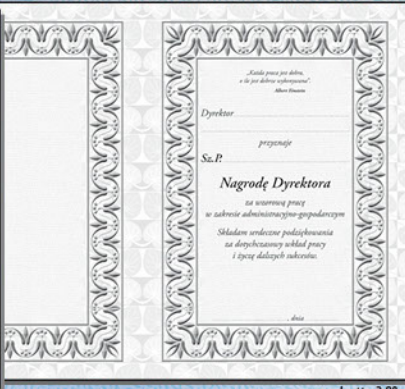 „Każda praca jest dobra,
o ile jest dobrze wykonywana”.
Albert Einstein
Dyrektor
przyznaje
Sz.P.
Nagrodę Dyrektora
za wzorową pracę
w zakresie administracyjno-gospodarczym
Składam serdeczne podziękowania
za dotychczasowy wkład pracy
i życzę dalszych sukcesów.
, dnia